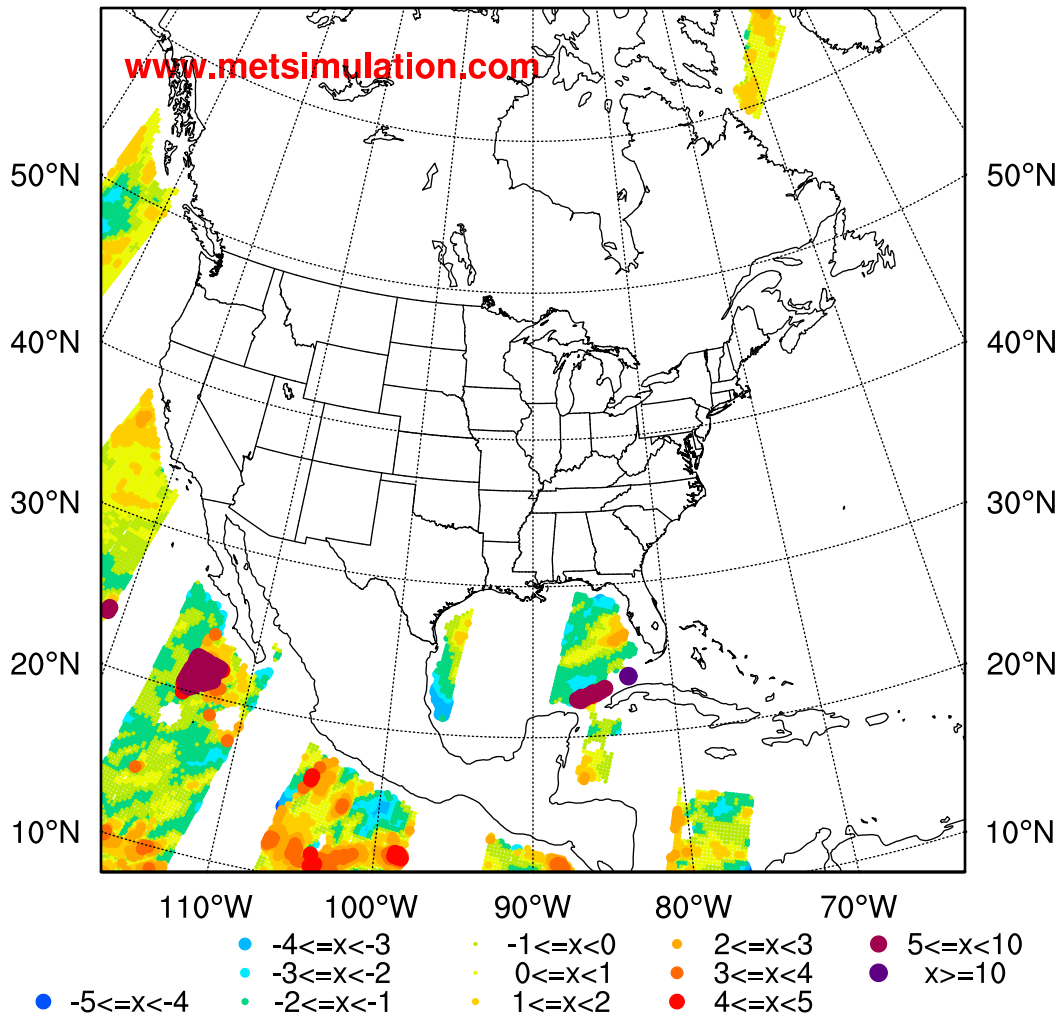 www.metsimulation.com
50°N 50°N
40°N 40°N
30°N 30°N
20°N 20°N
10°N 10°N
110°W 100°W 90°W 80°W 70°W
-4<=x<-3 -1<=x<0 2<=x<3 5<=x<10
-3<=x<-2 0<=x<1 3<=x<4 x>=10
-5<=x<-4 -2<=x<-1 1<=x<2 4<=x<5